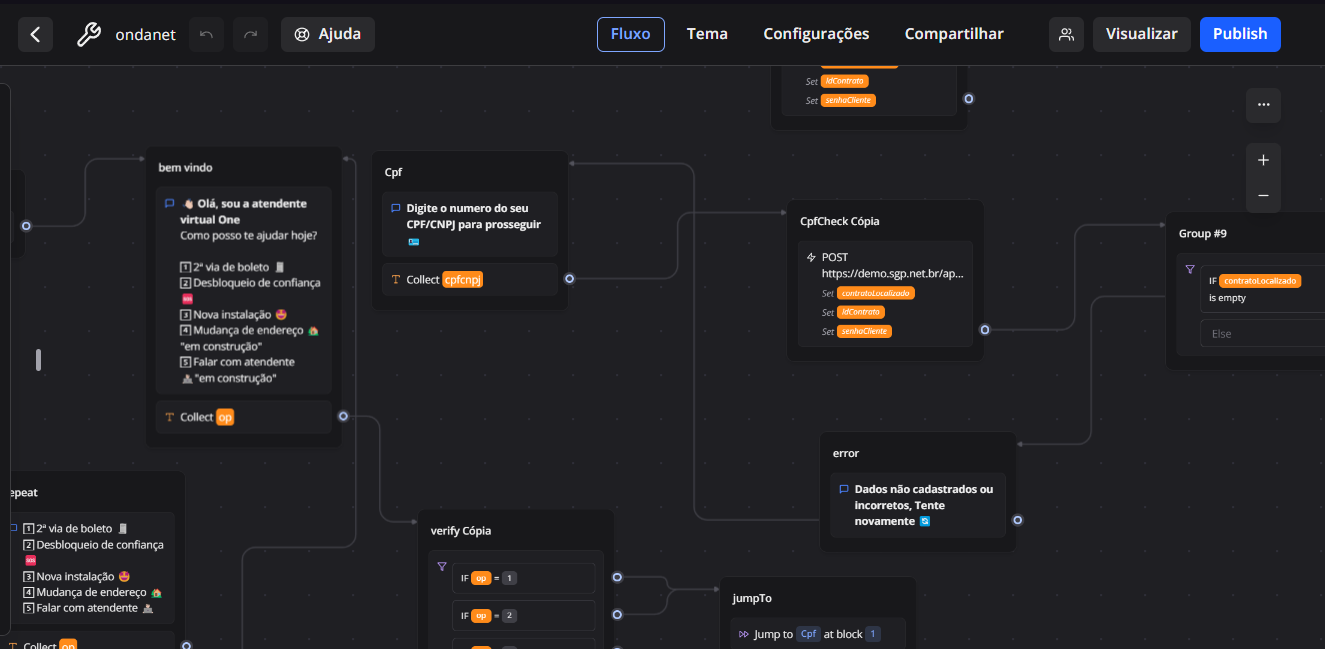 ondanet
Ajuda
Fluxo
Tema
Configurações
Compartilhar
Visualizar
Publish
Set idContrato
Set senhaCliente
bem vindo
Olá, sou a atendente
virtual One
Como posso te ajudar hoje?
1 2ª via de boleto
2 Desbloqueio de confiança
SOS
3 Nova instalação
4 Mudança de endereço
"em construção"
5 Falar com atendente
"em construção"
Collect op
Cpf
Digite o numero do seu
CPF/CNPJ para prosseguir
Collect cpfcnpj
CpfCheck Cópia
POST
https://demo.sgp.net.br/ap...
Set contratoLocalizado
Set idContrato
Set senhaCliente
Group #9
IF contratoLocalizado
is empty
Else
error
Dados não cadastrados ou
incorretos, Tente
novamente
epeat
1 2ª via de boleto
2 Desbloqueio de confiança
SOS
3 Nova instalação
4 Mudança de endereço
5 Falar com atendente
Collect op
verify Cópia
IF op = 1
IF op = 2
jumpTo
Jump to Cpf at block 1